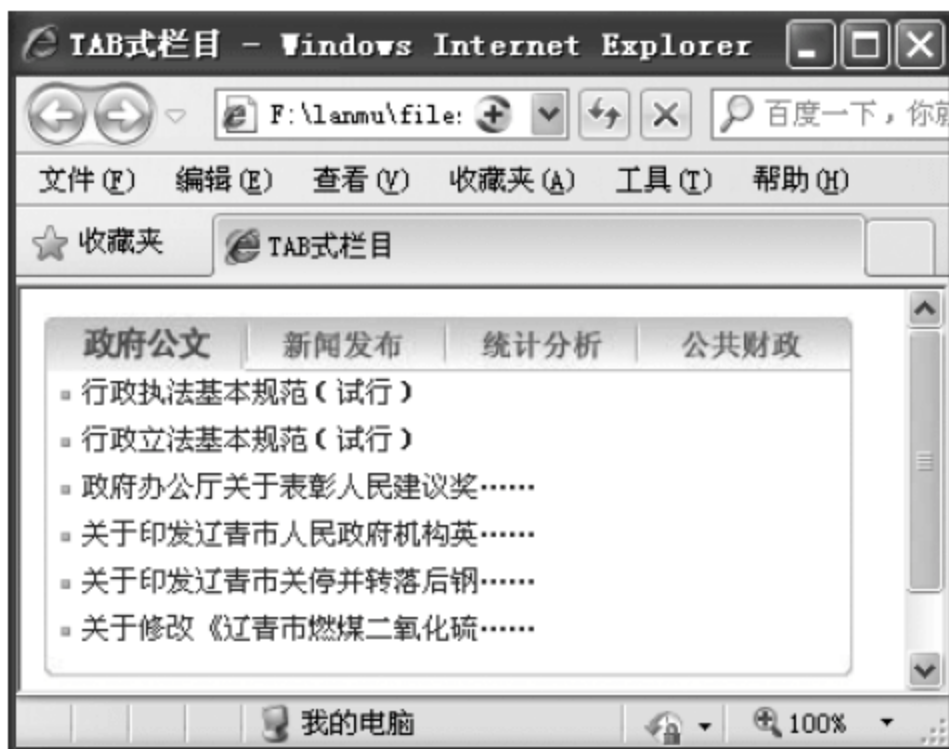 TAB式栏目 - Windows Internet Explorer
F:\lanmu\file:
百度一下，你就
文件(F) 编辑(E) 查看(V) 收藏夹(A) 工具(T) 帮助(H)
收藏夹 TAB式栏目
政府公文 新闻发布 统计分析 公共财政
行政执法基本规范（试行）
行政立法基本规范（试行）
政府办公厅关于表彰人民建议奖……
关于印发辽春市人民政府机构英……
关于印发辽春市关停并转落后钢……
关于修改《辽春市燃煤二氧化硫……
我的电脑 100%